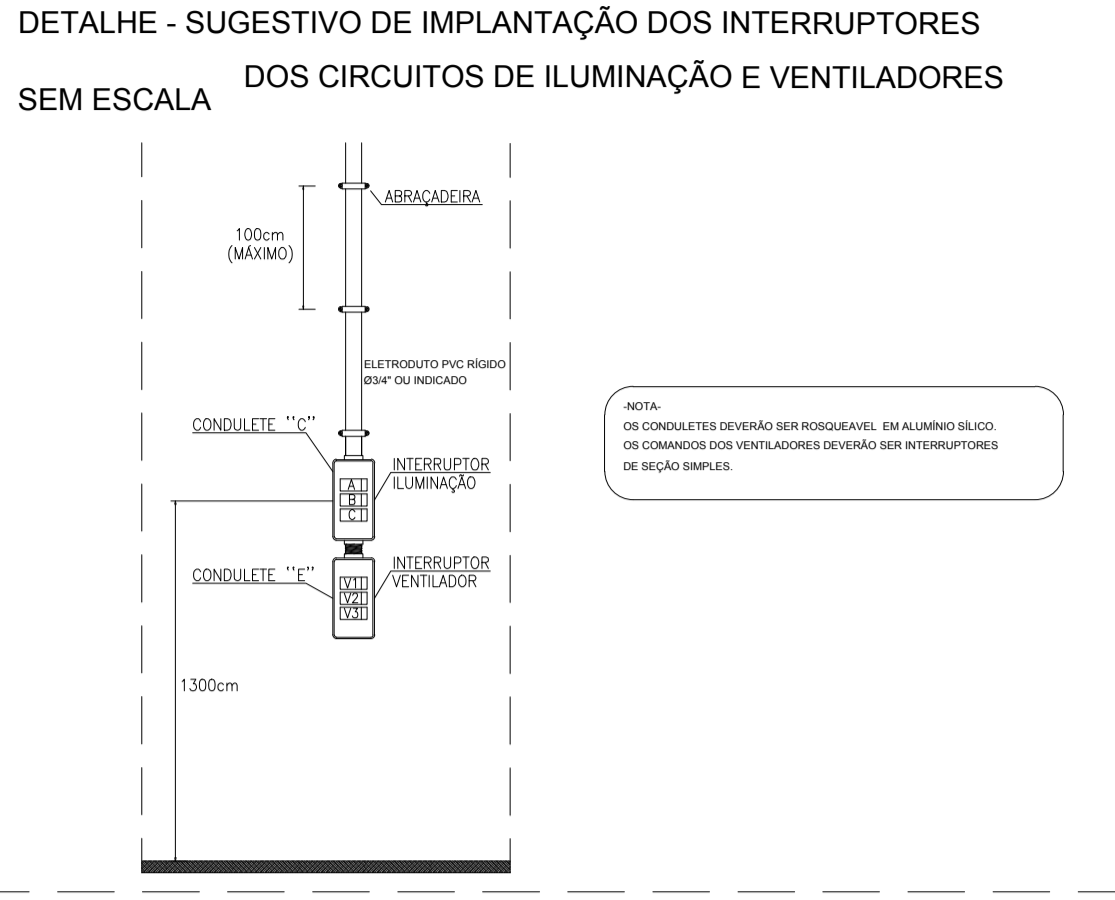 DETALHE - SUGESTIVO DE IMPLANTAÇÃO DOS INTERRUPTORES
DOS CIRCUITOS DE ILUMINAÇÃO E VENTILADORES
SEM ESCALA
ABRAÇADEIRA
100cm
(MÁXIMO)
ELETRODUTO PVC RÍGIDO
Ø3/4" OU INDICADO
-NOTA-
OS CONDULETES DEVERÃO SER ROSQUEAVEL EM ALUMÍNIO SÍLICO.
OS COMANDOS DOS VENTILADORES DEVERÃO SER INTERRUPTORES
DE SEÇÃO SIMPLES.
CONDULETE ''C''
INTERRUPTOR
ILUMINAÇÃO
A
B
C
CONDULETE ''E''
INTERRUPTOR
VENTILADOR
V1
V2
V3
1300cm